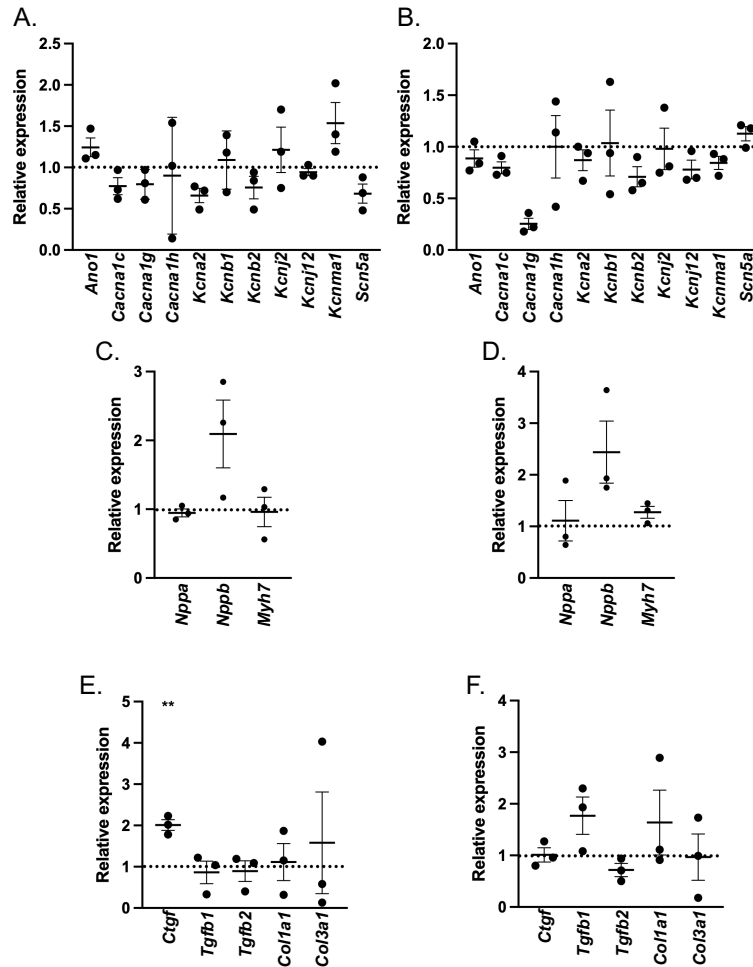 A.
Relative expression
2.5
2.0
1.5
1.0
0.5
0.0
Ano1
Cacna1c
Cacna1g
Cacna1h
Kcna2
Kcnb1
Kcnb2
Kcnj2
Kcnj12
Kcnma1
Scn5a
B.
Relative expression
2.0
1.5
1.0
0.5
0.0
Ano1
Cacna1c
Cacna1g
Cacna1h
Kcna2
Kcnb1
Kcnb2
Kcnj2
Kcnj12
Kcnma1
Scn5a
C.
Relative expression
3
2
1
0
Nppa
Nppb
Myh7
D.
Relative expression
4
3
2
1
0
Nppa
Nppb
Myh7
E.
Relative expression
5
4
3
2
1
0
**
Ctgf
Tgfb1
Tgfb2
Col1a1
Col3a1
F.
Relative expression
4
3
2
1
0
Ctgf
Tgfb1
Tgfb2
Col1a1
Col3a1